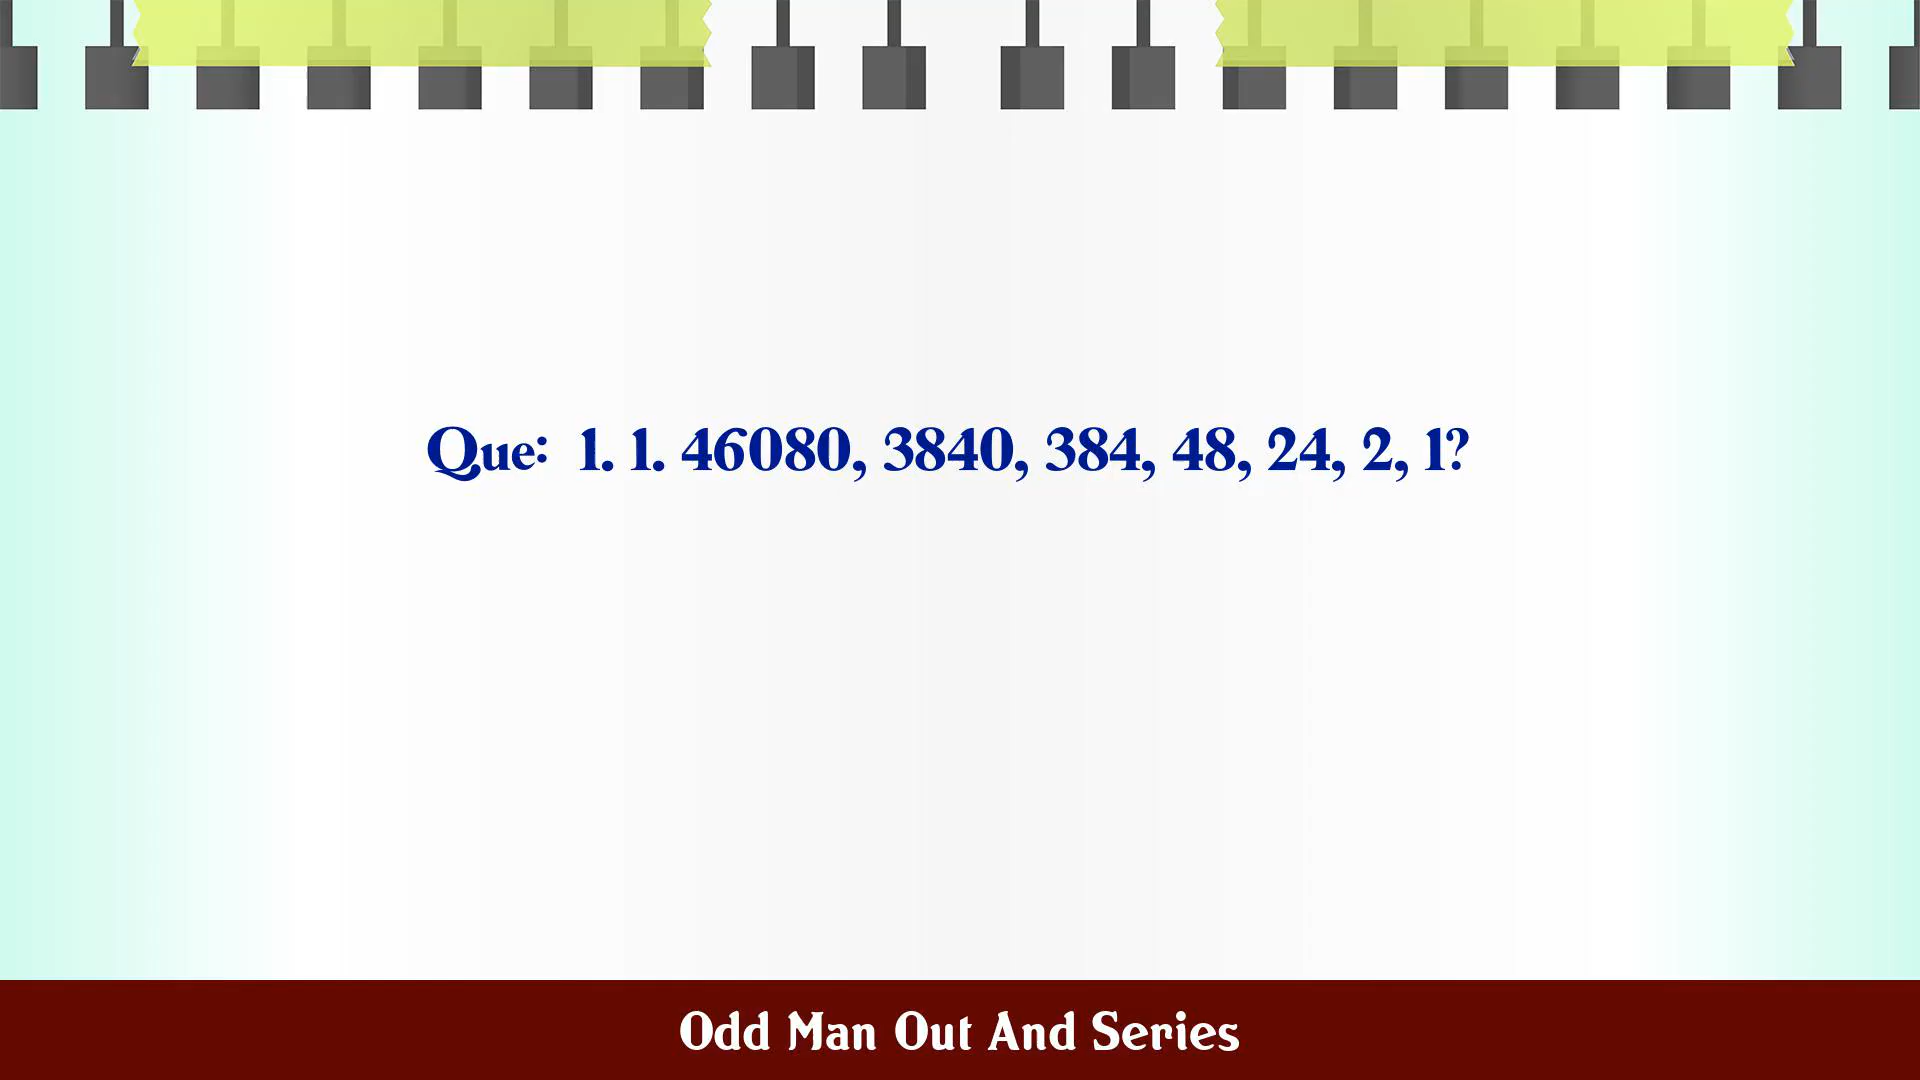 Que: 1. 1. 46080, 3840, 384, 48, 24, 2, 1?
Odd Man Out And Series